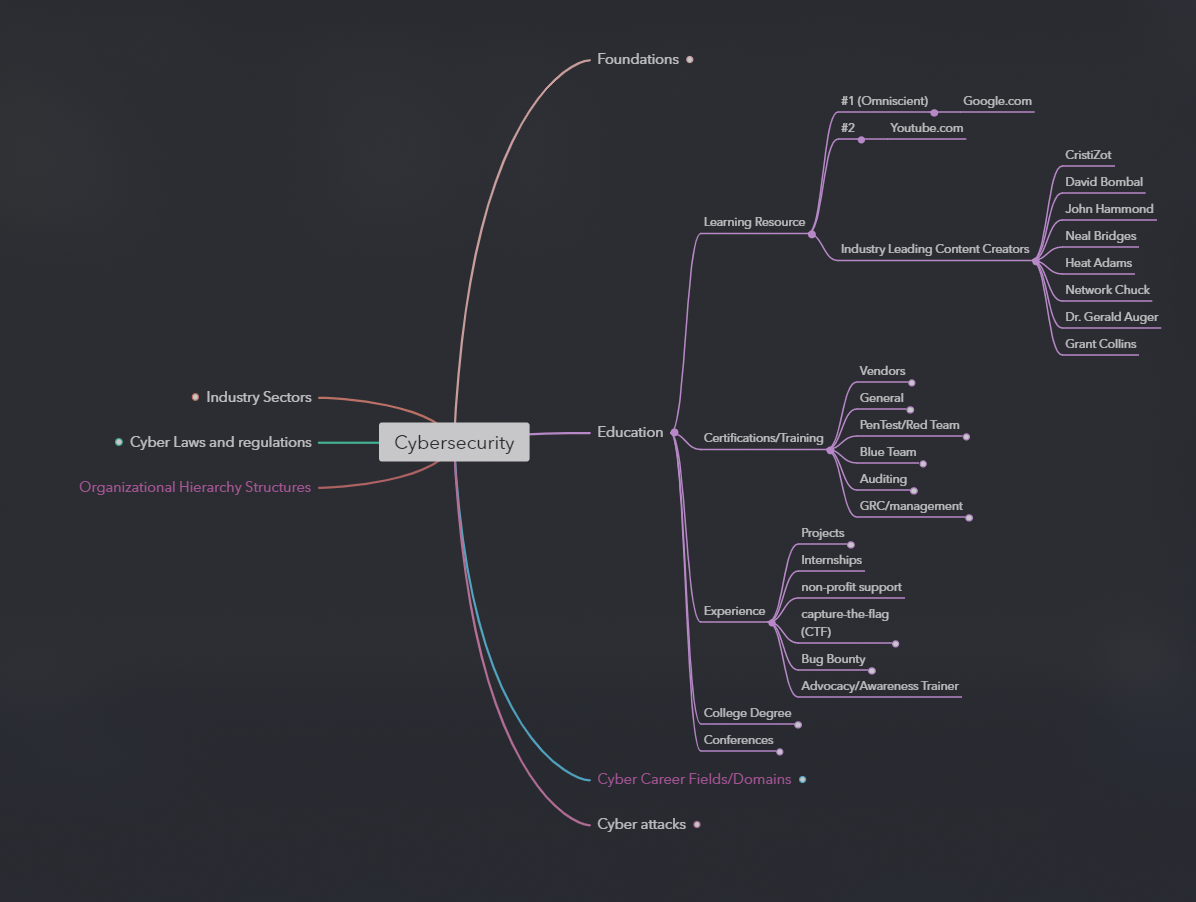 Foundations
#1 (Omniscient)
Google.com
#2
Youtube.com
CristiZot
David Bombal
John Hammond
Learning Resource
Neal Bridges
Industry Leading Content Creators
Heat Adams
Network Chuck
Dr. Gerald Auger
Grant Collins
Vendors
Industry Sectors
General
PenTest/Red Team
Education
Certifications/Training
Cyber Laws and regulations
Cybersecurity
Blue Team
Auditing
Organizational Hierarchy Structures
GRC/management
Projects
Internships
non-profit support
Experience
capture-the-flag
(CTF)
Bug Bounty
Advocacy/Awareness Trainer
College Degree
Conferences
Cyber Career Fields/Domains
Cyber attacks